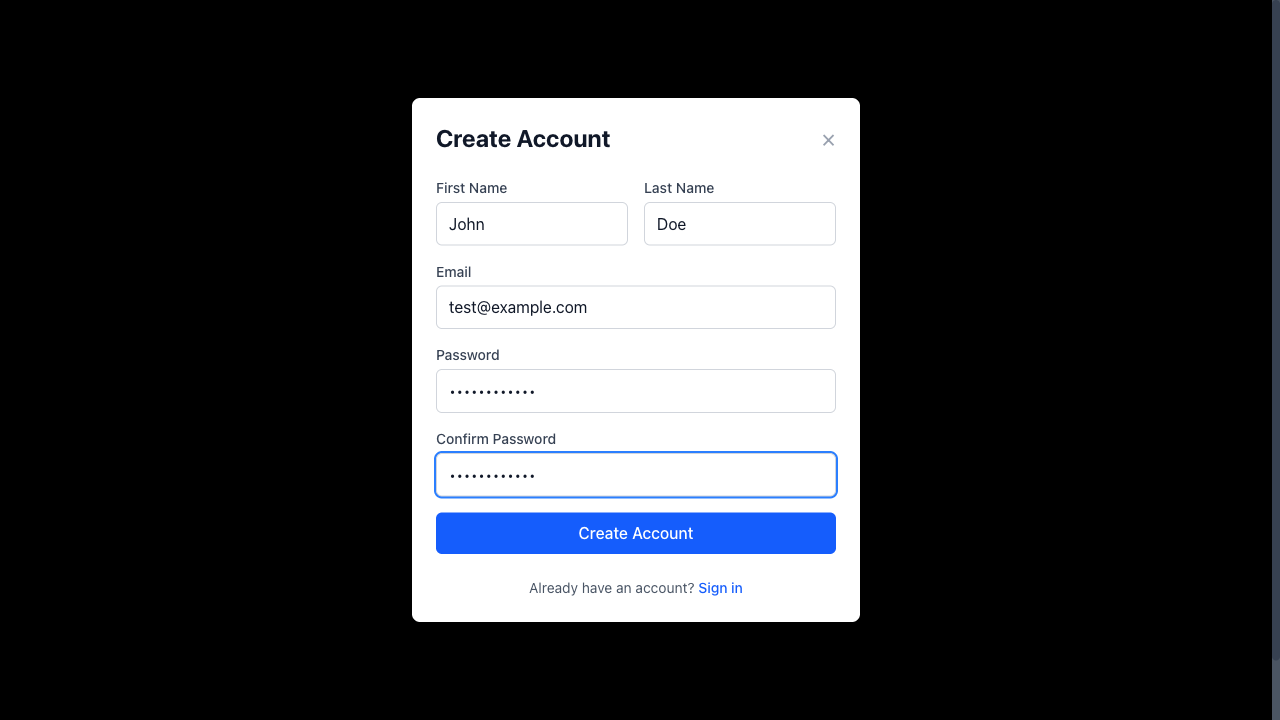 Create Account
×
First Name
Last Name
John
Doe
Email
test@example.com
Password
••••••••••••
Confirm Password
••••••••••••
Create Account
Already have an account? Sign in